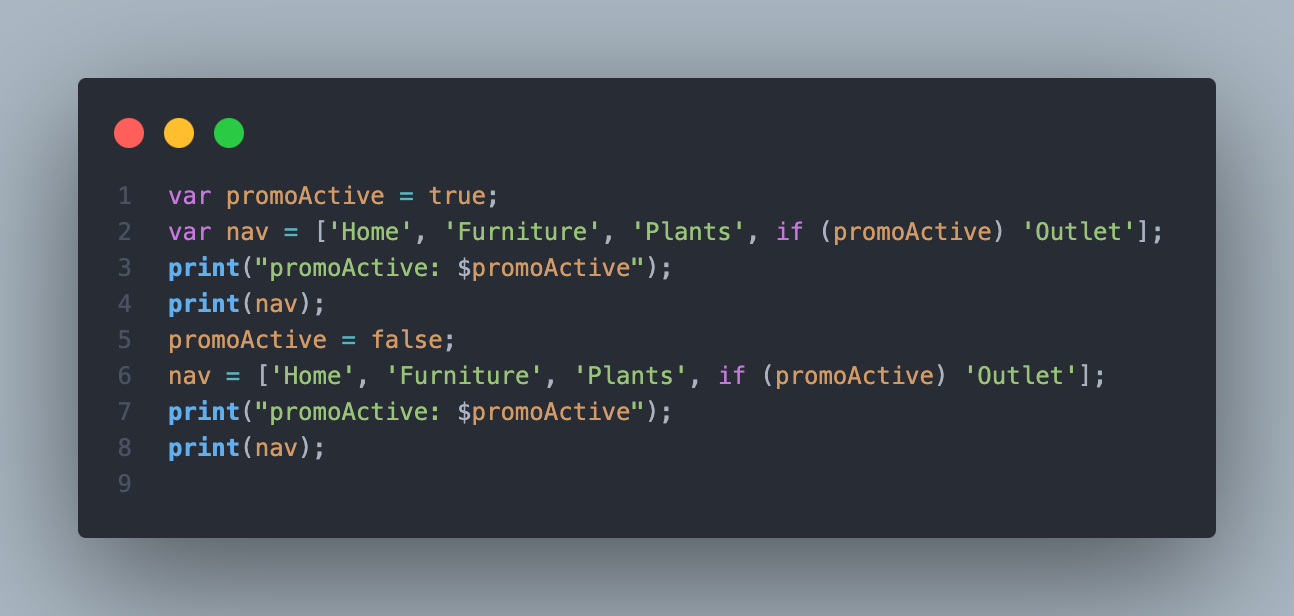 1 var promoActive = true;
2 var nav = ['Home', 'Furniture', 'Plants', if (promoActive) 'Outlet'];
3 print("promoActive: $promoActive");
4 print(nav);
5 promoActive = false;
6 nav = ['Home', 'Furniture', 'Plants', if (promoActive) 'Outlet'];
7 print("promoActive: $promoActive");
8 print(nav);
9